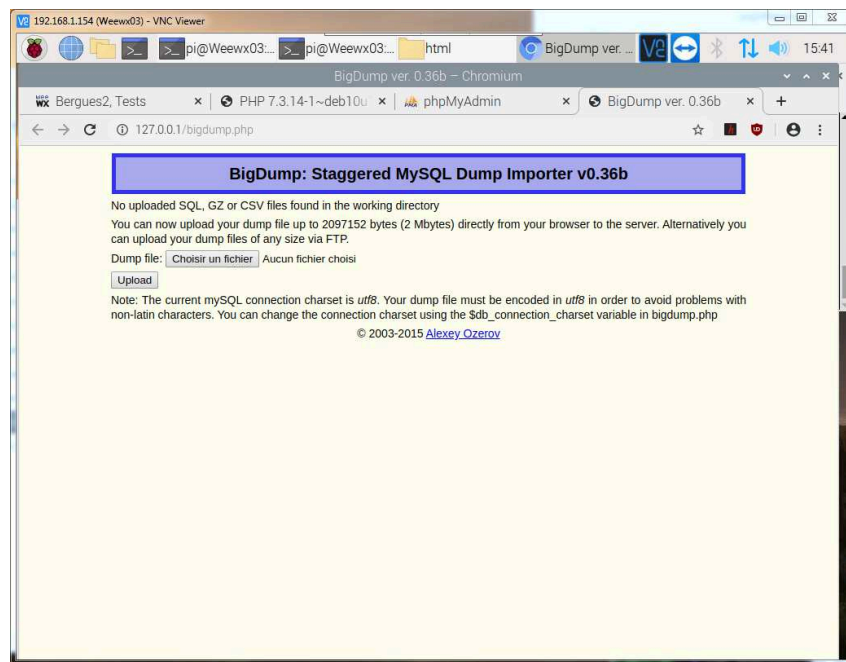 192.168.1.154 (Weewx03) - VNC Viewer
pi@Weewx03:... pi@Weewx03:... html BigDump ver. ... 15:41
BigDump ver. 0.36b – Chromium
Bergues2, Tests PHP 7.3.14-1~deb10u phpMyAdmin BigDump ver. 0.36b
127.0.0.1/bigdump.php
BigDump: Staggered MySQL Dump Importer v0.36b
No uploaded SQL, GZ or CSV files found in the working directory
You can now upload your dump file up to 2097152 bytes (2 Mbytes) directly from your browser to the server. Alternatively you
can upload your dump files of any size via FTP.
Dump file: Choisir un fichier Aucun fichier choisi
Upload
Note: The current mySQL connection charset is utf8. Your dump file must be encoded in utf8 in order to avoid problems with
non-latin characters. You can change the connection charset using the $db_connection_charset variable in bigdump.php
© 2003-2015 Alexey Ozerov